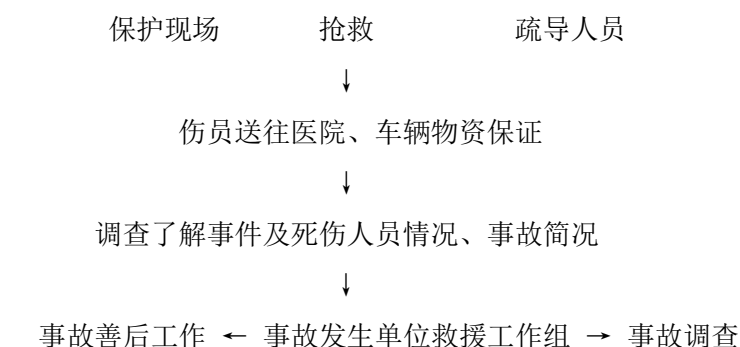 保护现场 抢救 疏导人员
↓
伤员送往医院、车辆物资保证
↓
调查了解事件及死伤人员情况、事故简况
↓
事故善后工作 ← 事故发生单位救援工作组 → 事故调查